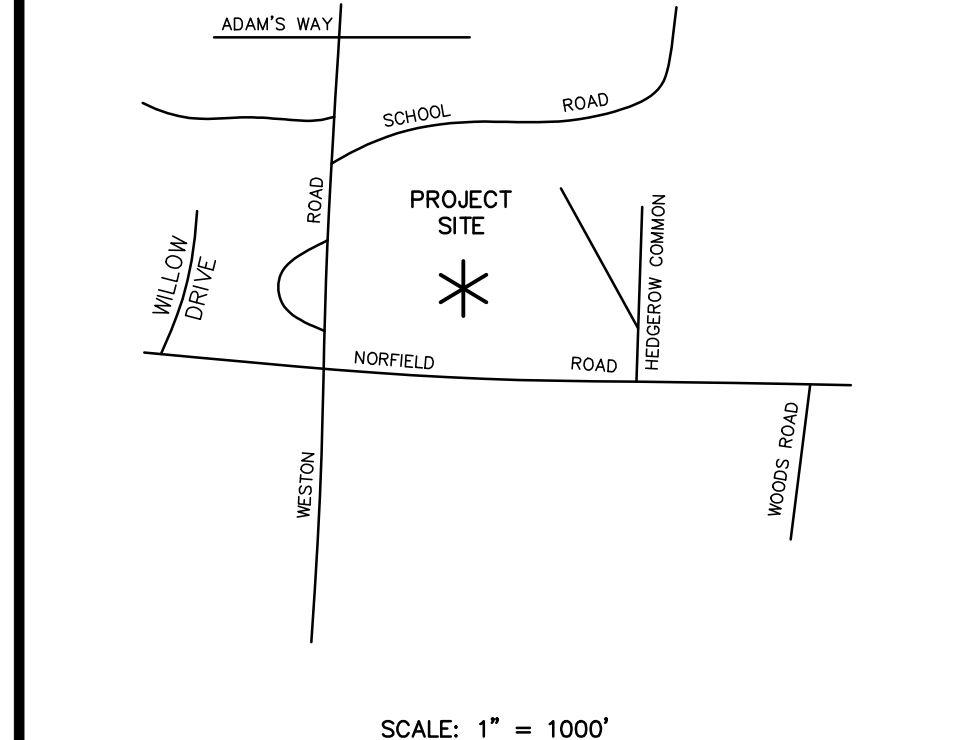 ADAM'S WAY
SCHOOL ROAD
ROAD
PROJECT
SITE
HEDGEROW COMMON
WILLOW
DRIVE
NORFIELD ROAD
WOODS ROAD
WESTON
SCALE: 1" = 1000'